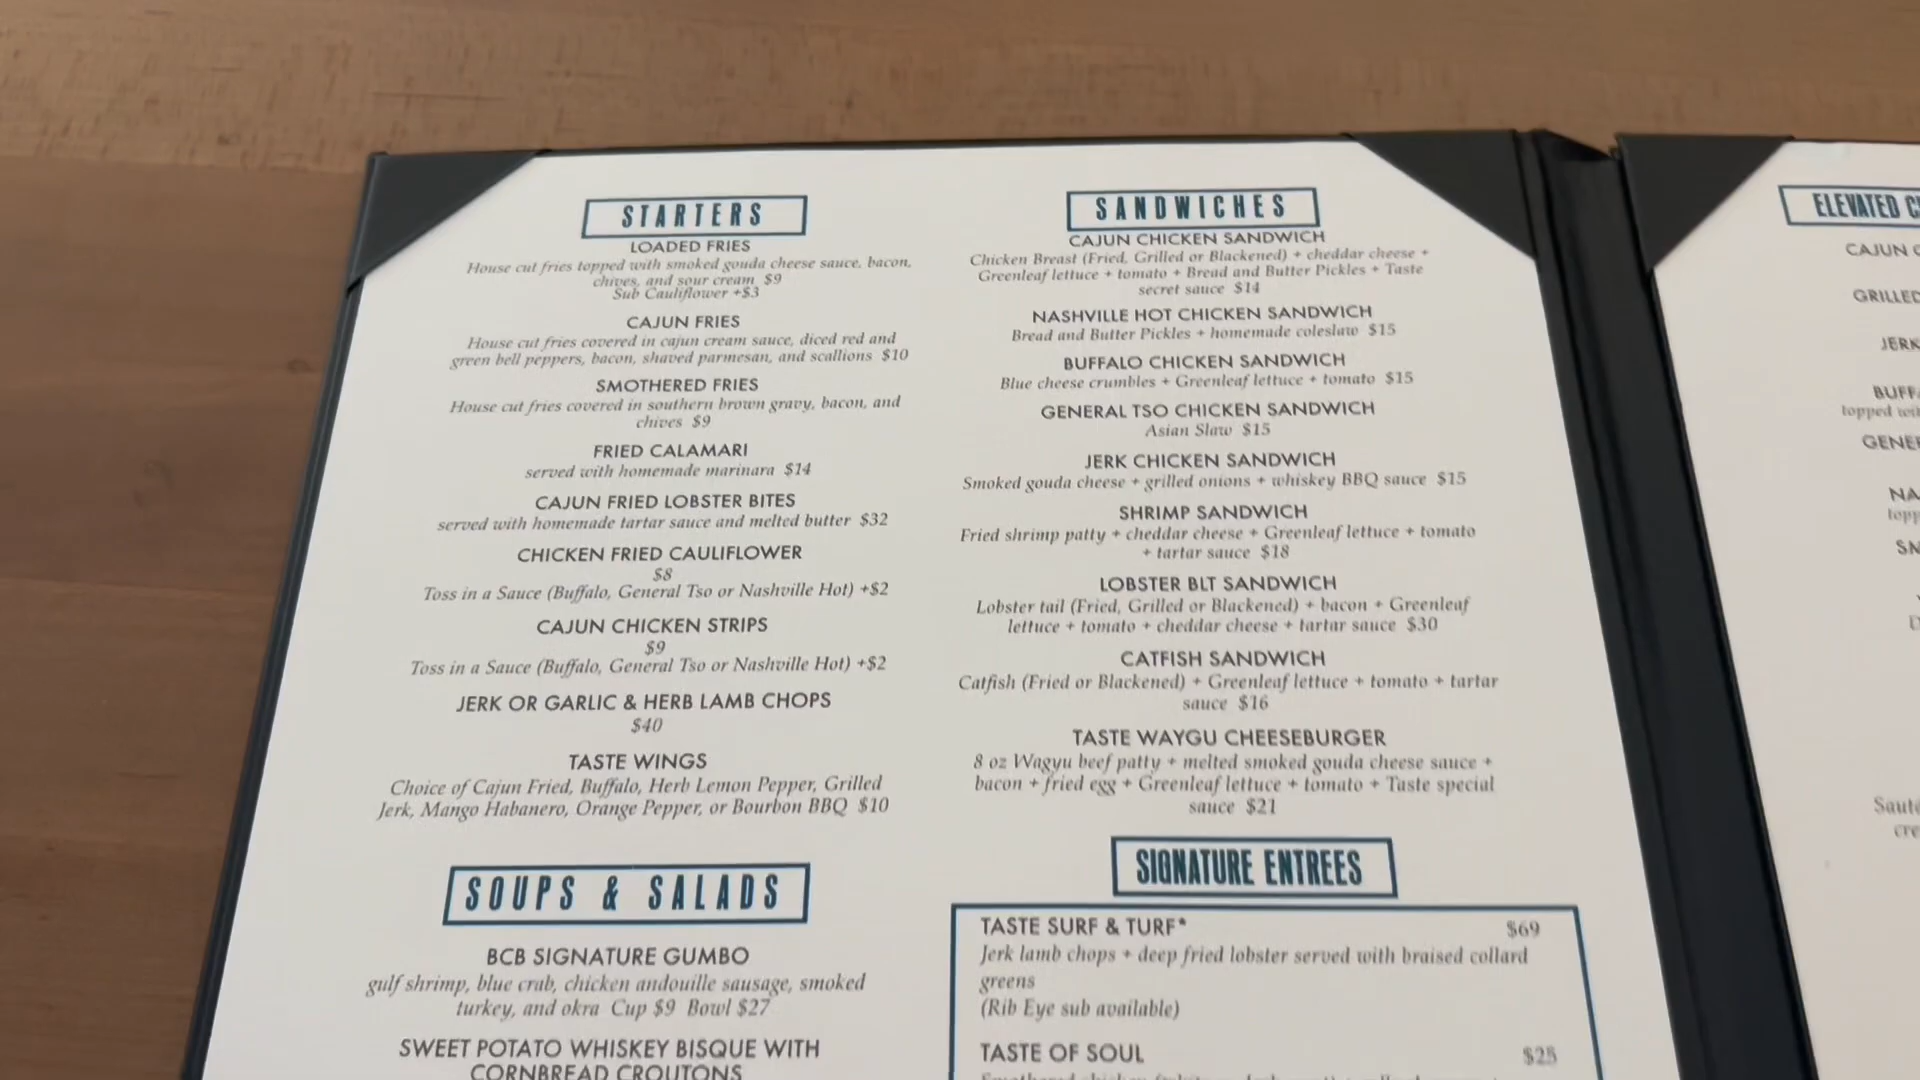 STARTERS
LOADED FRIES
House cut fries topped with smoked gouda cheese sauce, bacon,
chives, and sour cream $9
Sub Cauliflower +$3
CAJUN FRIES
House cut fries covered in cajun cream sauce, diced red and
green bell peppers, bacon, shaved parmesan, and scallions $10
SMOTHERED FRIES
House cut fries covered in southern brown gravy, bacon, and
chives $9
FRIED CALAMARI
served with homemade marinara $14
CAJUN FRIED LOBSTER BITES
served with homemade tartar sauce and melted butter $32
CHICKEN FRIED CAULIFLOWER
$8
Toss in a Sauce (Buffalo, General Tso or Nashville Hot) +$2
CAJUN CHICKEN STRIPS
$9
Toss in a Sauce (Buffalo, General Tso or Nashville Hot) +$2
JERK OR GARLIC & HERB LAMB CHOPS
$40
TASTE WINGS
Choice of Cajun Fried, Buffalo, Herb Lemon Pepper, Grilled
Jerk, Mango Habanero, Orange Pepper, or Bourbon BBQ $10
SOUPS & SALADS
BCB SIGNATURE GUMBO
gulf shrimp, blue crab, chicken andouille sausage, smoked
turkey, and okra Cup $9 Bowl $27
SWEET POTATO WHISKEY BISQUE WITH
CORNBREAD CROUTONS
SANDWICHES
CAJUN CHICKEN SANDWICH
Chicken Breast (Fried, Grilled or Blackened) + cheddar cheese +
Greenleaf lettuce + tomato + Bread and Butter Pickles + Taste
secret sauce $14
NASHVILLE HOT CHICKEN SANDWICH
Bread and Butter Pickles + homemade coleslaw $15
BUFFALO CHICKEN SANDWICH
Blue cheese crumbles + Greenleaf lettuce + tomato $15
GENERAL TSO CHICKEN SANDWICH
Asian Slaw $15
JERK CHICKEN SANDWICH
Smoked gouda cheese + grilled onions + whiskey BBQ sauce $15
SHRIMP SANDWICH
Fried shrimp patty + cheddar cheese + Greenleaf lettuce + tomato
+ tartar sauce $18
LOBSTER BLT SANDWICH
Lobster tail (Fried, Grilled or Blackened) + bacon + Greenleaf
lettuce + tomato + cheddar cheese + tartar sauce $30
CATFISH SANDWICH
Catfish (Fried or Blackened) + Greenleaf lettuce + tomato + tartar
sauce $16
TASTE WAYGU CHEESEBURGER
8 oz Wagyu beef patty + melted smoked gouda cheese sauce +
bacon + fried egg + Greenleaf lettuce + tomato + Taste special
sauce $21
SIGNATURE ENTREES
TASTE SURF & TURF* $69
Jerk lamb chops + deep fried lobster served with braised collard
greens
(Rib Eye sub available)
TASTE OF SOUL $25
ELEVATED
CAJUN
GRILLED
JERK
topped